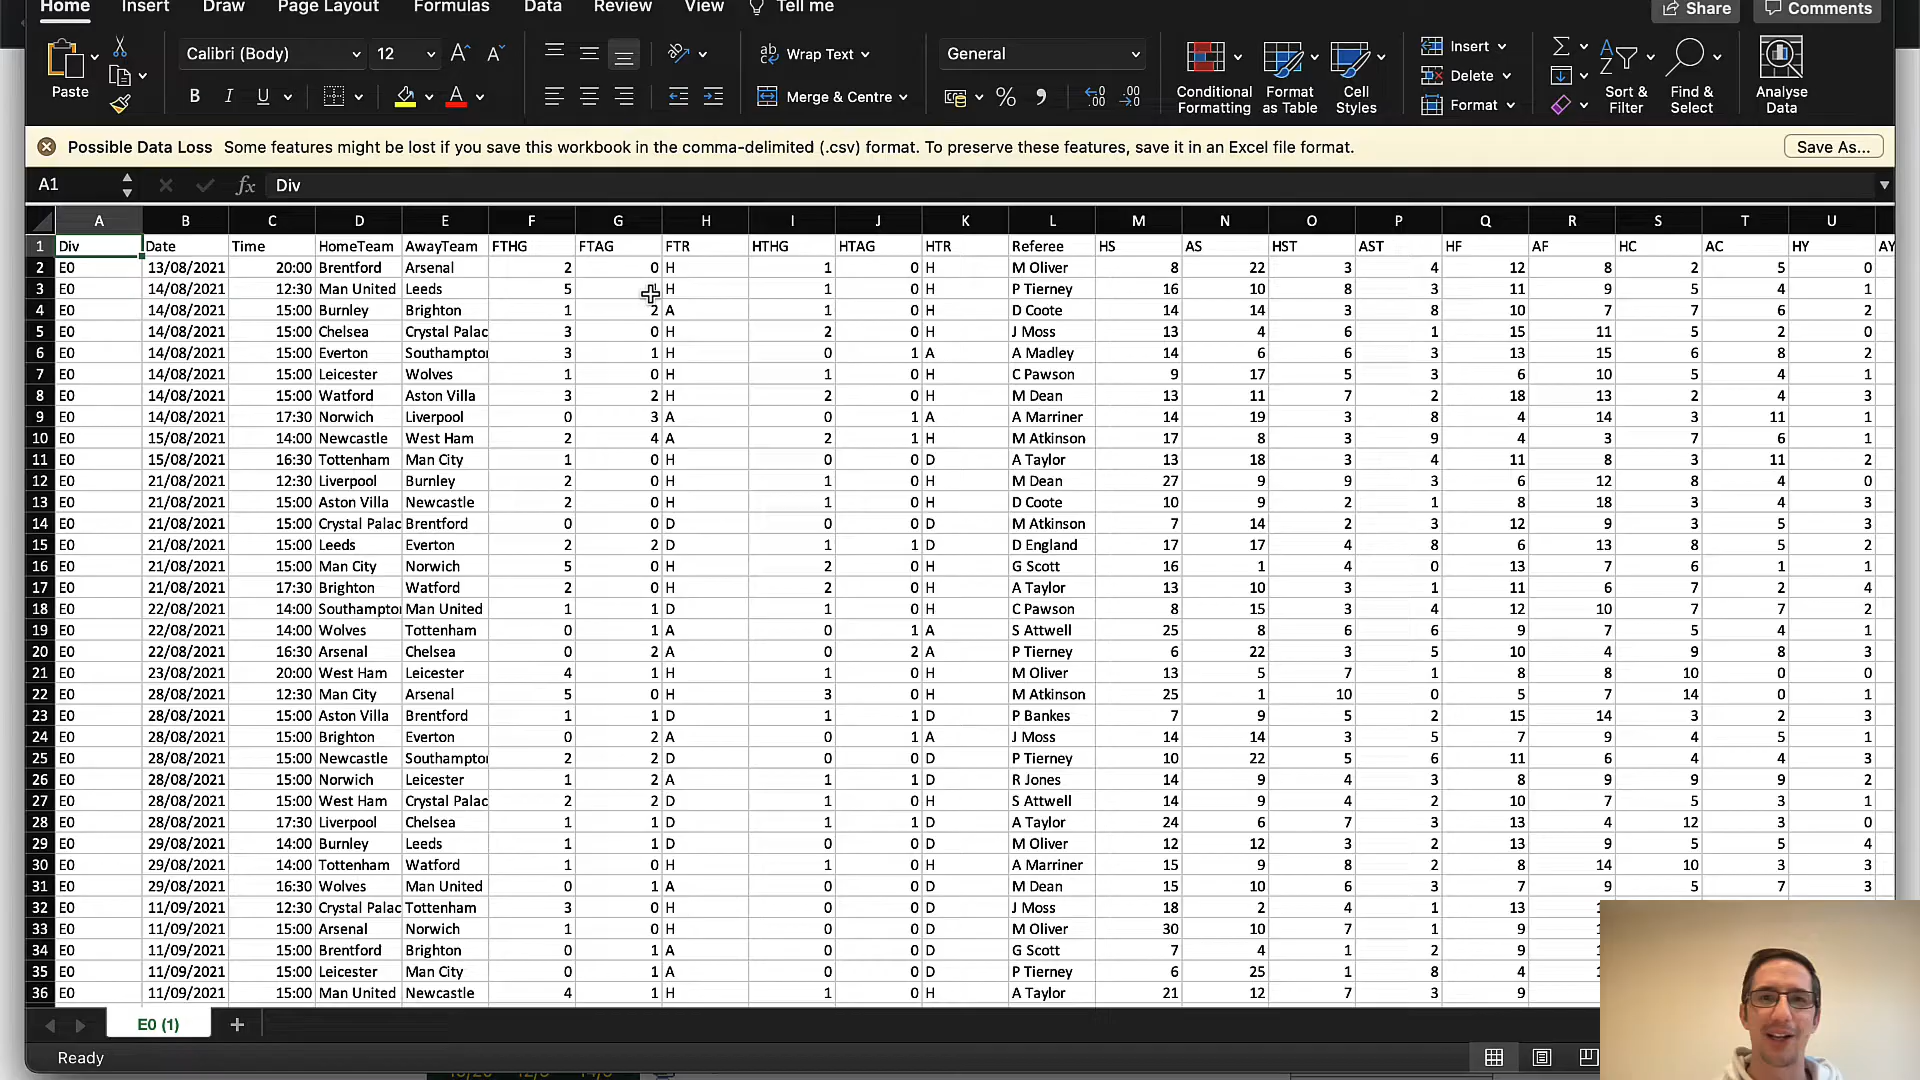 Home Insert Draw Page Layout Formulas Data Review View Tell me Share Comments
Paste Calibri (Body) 12 B I U Wrap Text Merge & Centre General Conditional Formatting Format as Table Cell Styles Insert Delete Format Sort & Filter Find & Select Analyse Data
Possible Data Loss Some features might be lost if you save this workbook in the comma-delimited (.csv) format. To preserve these features, save it in an Excel file format. Save As...
A1 fx Div
A B C D E F G H I J K L M N O P Q R S T U
1 Div Date Time HomeTeam AwayTeam FTHG FTAG FTR HTHG HTAG HTR Referee HS AS HST AST HF AF HC AC HY AY
2 E0 13/08/2021 20:00 Brentford Arsenal 2 0 H 1 0 H M Oliver 8 22 3 4 12 8 2 5 0
3 E0 14/08/2021 12:30 Man United Leeds 5 H 1 0 H P Tierney 16 10 8 3 11 9 5 4 1
4 E0 14/08/2021 15:00 Burnley Brighton 1 2 A 1 0 H D Coote 14 14 3 8 10 7 7 6 2
5 E0 14/08/2021 15:00 Chelsea Crystal Palac 3 0 H 2 0 H J Moss 13 4 6 1 15 11 5 2 0
6 E0 14/08/2021 15:00 Everton Southampto 3 1 H 0 1 A A Madley 14 6 6 3 13 15 6 8 2
7 E0 14/08/2021 15:00 Leicester Wolves 1 0 H 1 0 H C Pawson 9 17 5 3 6 10 5 4 1
8 E0 14/08/2021 15:00 Watford Aston Villa 3 2 H 2 0 H M Dean 13 11 7 2 18 13 2 4 3
9 E0 14/08/2021 17:30 Norwich Liverpool 0 3 A 0 1 A A Marriner 14 19 3 8 4 14 3 11 1
10 E0 15/08/2021 14:00 Newcastle West Ham 2 4 A 2 1 H M Atkinson 17 8 3 9 4 3 7 6 1
11 E0 15/08/2021 16:30 Tottenham Man City 1 0 H 0 0 D A Taylor 13 18 3 4 11 8 3 11 2
12 E0 21/08/2021 12:30 Liverpool Burnley 2 0 H 1 0 H M Dean 27 9 9 3 6 12 8 4 0
13 E0 21/08/2021 15:00 Aston Villa Newcastle 2 0 H 1 0 H D Coote 10 9 2 1 8 18 3 4 3
14 E0 21/08/2021 15:00 Crystal Palac Brentford 0 0 D 0 0 D M Atkinson 7 14 2 3 12 9 3 5 3
15 E0 21/08/2021 15:00 Leeds Everton 2 2 D 1 1 D D England 17 17 4 8 6 13 8 5 2
16 E0 21/08/2021 15:00 Man City Norwich 5 0 H 2 0 H G Scott 16 1 4 0 13 7 6 1 1
17 E0 21/08/2021 17:30 Brighton Watford 2 0 H 2 0 H A Taylor 13 10 3 1 11 6 7 2 4
18 E0 22/08/2021 14:00 Southampto Man United 1 1 D 1 0 H C Pawson 8 15 3 4 12 10 7 7 2
19 E0 22/08/2021 14:00 Wolves Tottenham 0 1 A 0 1 A S Attwell 25 8 6 6 9 7 5 4 1
20 E0 22/08/2021 16:30 Arsenal Chelsea 0 2 A 0 2 A P Tierney 6 22 3 5 10 4 9 8 3
21 E0 23/08/2021 20:00 West Ham Leicester 4 1 H 1 0 H M Oliver 13 5 7 1 8 8 10 0 0
22 E0 28/08/2021 12:30 Man City Arsenal 5 0 H 3 0 H M Atkinson 25 1 10 0 5 7 14 0 1
23 E0 28/08/2021 15:00 Aston Villa Brentford 1 1 D 1 1 D P Bankes 7 9 5 2 15 14 3 2 3
24 E0 28/08/2021 15:00 Brighton Everton 0 2 A 0 1 A J Moss 14 14 3 5 7 9 4 5 1
25 E0 28/08/2021 15:00 Newcastle Southampto 2 2 D 0 0 D P Tierney 10 22 5 6 11 6 4 4 3
26 E0 28/08/2021 15:00 Norwich Leicester 1 2 A 1 1 D R Jones 14 9 4 3 8 9 9 9 2
27 E0 28/08/2021 15:00 West Ham Crystal Palac 2 2 D 1 0 H S Attwell 14 9 4 2 10 7 5 3 1
28 E0 28/08/2021 17:30 Liverpool Chelsea 1 1 D 1 1 D A Taylor 24 6 7 3 13 4 12 3 0
29 E0 29/08/2021 14:00 Burnley Leeds 1 1 D 0 0 D M Oliver 12 12 3 2 13 9 5 5 4
30 E0 29/08/2021 14:00 Tottenham Watford 1 0 H 1 0 H A Marriner 15 9 8 2 8 14 10 3 3
31 E0 29/08/2021 16:30 Wolves Man United 0 1 A 0 0 D M Dean 15 10 6 3 7 9 5 7 3
32 E0 11/09/2021 12:30 Crystal Palac Tottenham 3 0 H 0 0 D J Moss 18 2 4 1 13
33 E0 11/09/2021 15:00 Arsenal Norwich 1 0 H 0 0 D M Oliver 30 10 7 1 9
34 E0 11/09/2021 15:00 Brentford Brighton 0 1 A 0 0 D G Scott 7 4 1 2 9
35 E0 11/09/2021 15:00 Leicester Man City 0 1 A 0 0 D P Tierney 6 25 1 8 4
36 E0 11/09/2021 15:00 Man United Newcastle 4 1 H 1 0 H A Taylor 21 12 7 3 9
E0 (1)
Ready